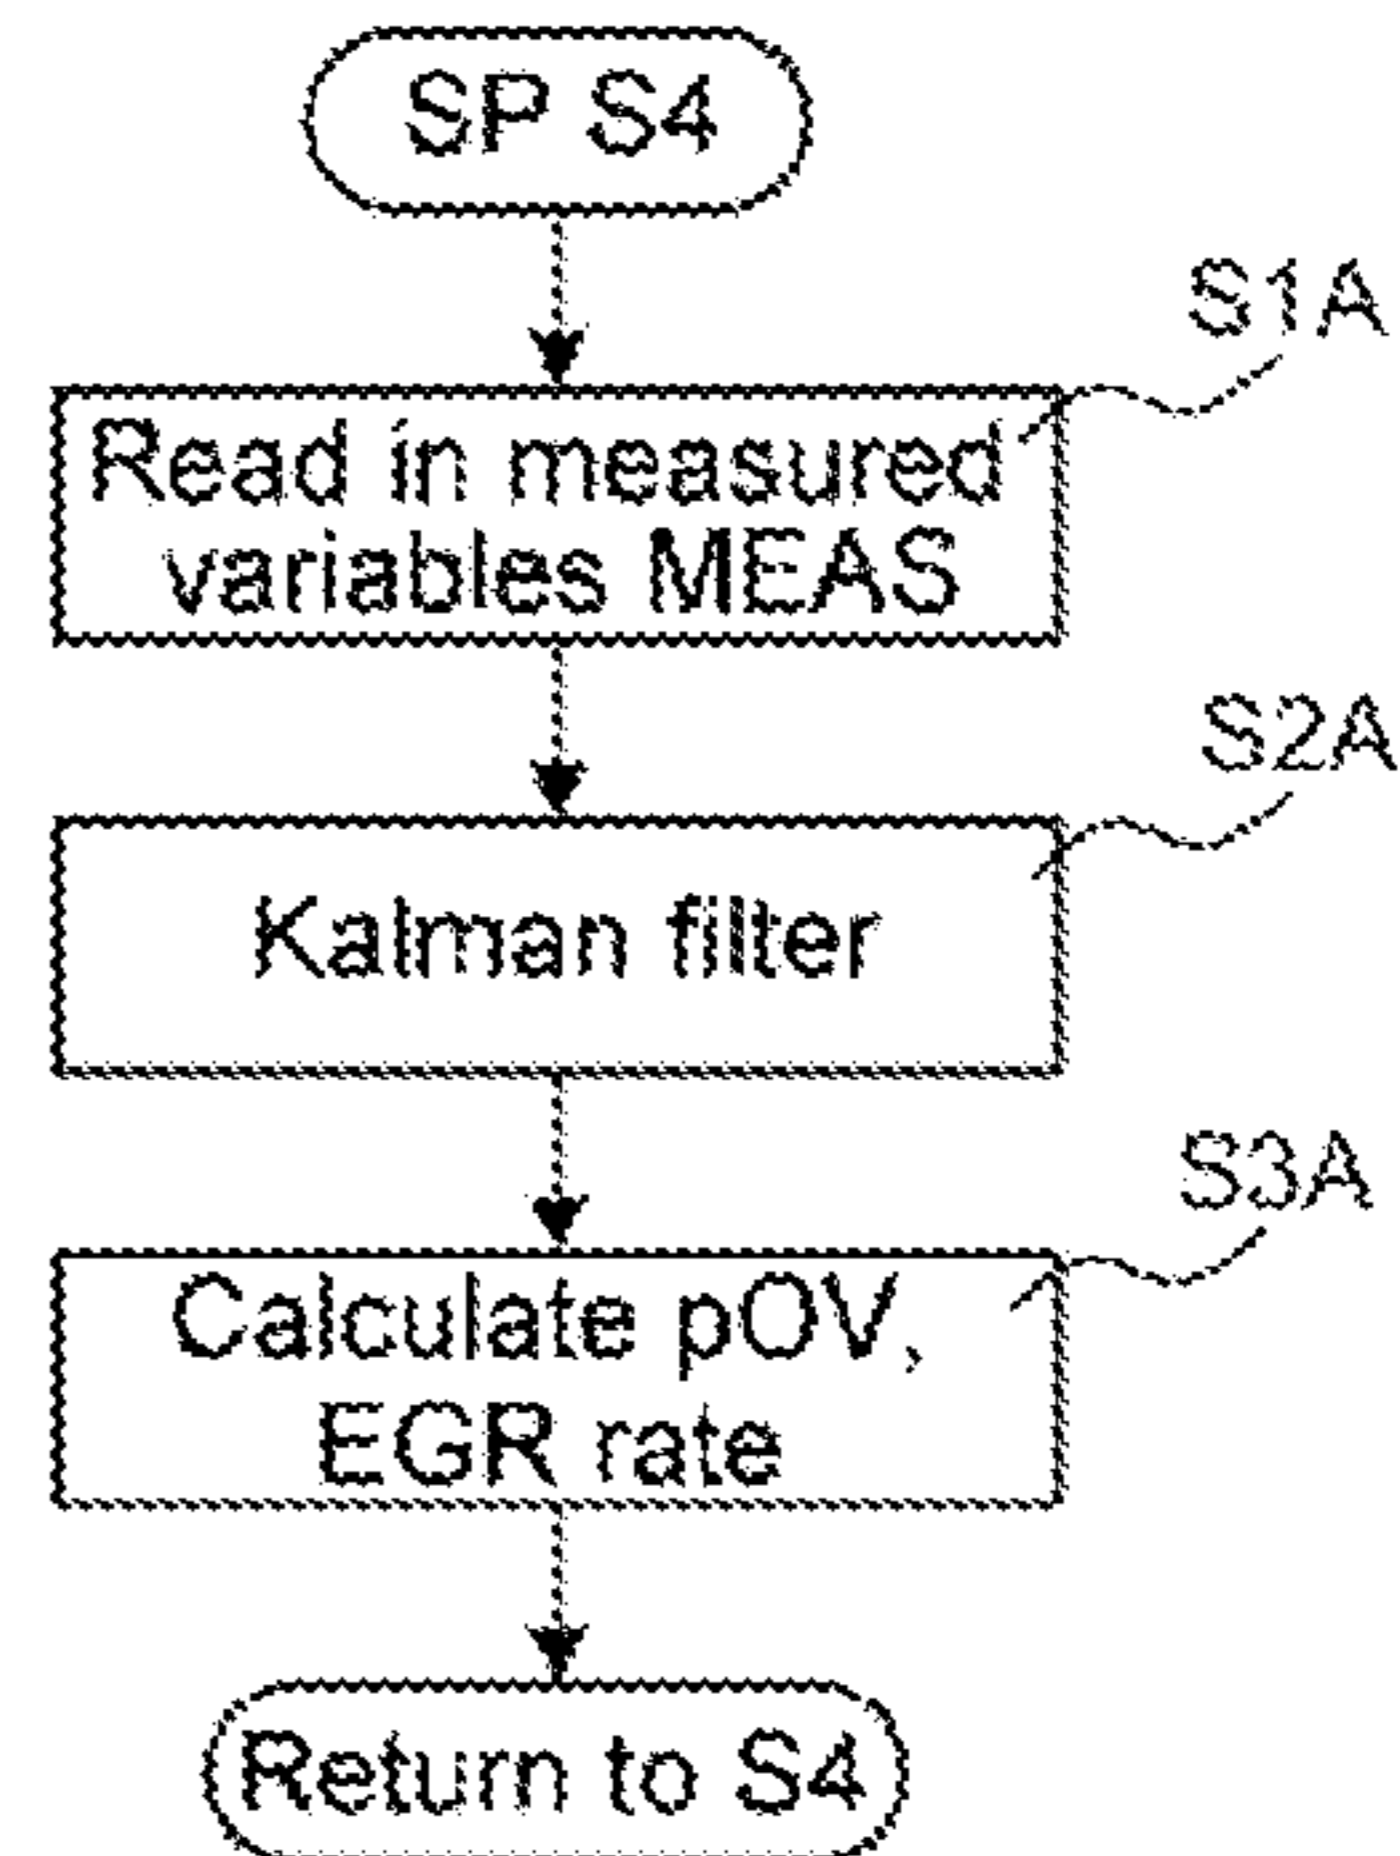 SP S4
S1A
Read in measured
variables MEAS
S2A
Kalman filter
S3A
Calculate pOV,
EGR rate
Return to S4